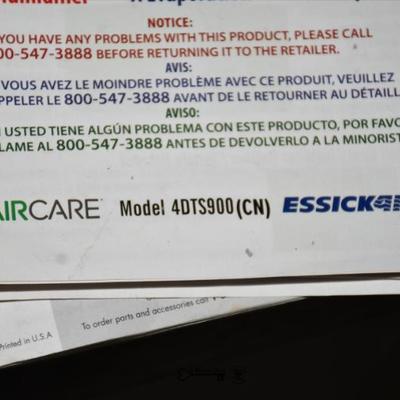 NOTICE:
YOU HAVE ANY PROBLEMS WITH THIS PRODUCT, PLEASE CALL
00-547-3888 BEFORE RETURNING IT TO THE RETAILER.
AVIS:
VOUS AVEZ LE MOINDRE PROBLÈME AVEC CE PRODUIT, VEUILLEZ
PPELER LE 800-547-3888 AVANT DE LE RETOURNER AU DÉTAILL
AVISO:
USTED TIENE ALGÚN PROBLEMA CON ESTE PRODUCTO, POR FAVO
LAME AL 800-547-3888 ANTES DE DEVOLVERLO A LA MINORIST
AIRCARE Model 4DTS900(CN) ESSICK
To order parts and accessories call
Printed in U.S.A